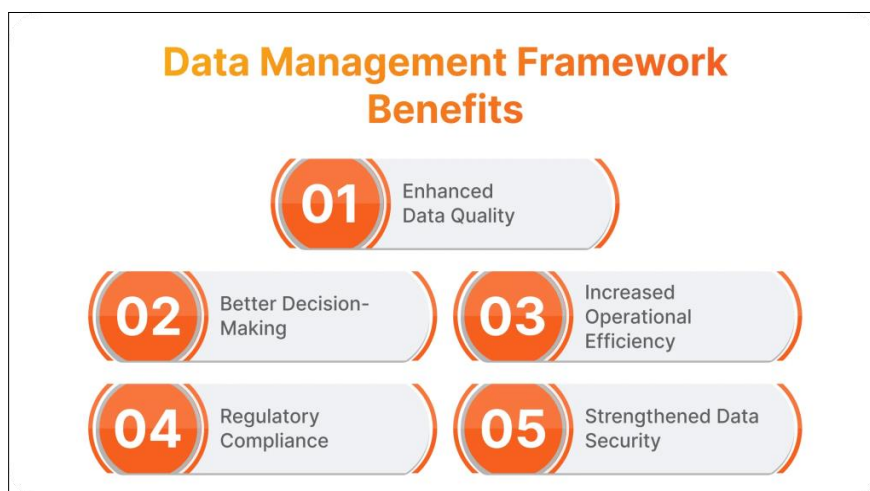 Data Management Framework
Benefits
01
Enhanced
Data Quality
02
Better Decision-
Making
03
Increased
Operational
Efficiency
04
Regulatory
Compliance
05
Strengthened Data
Security